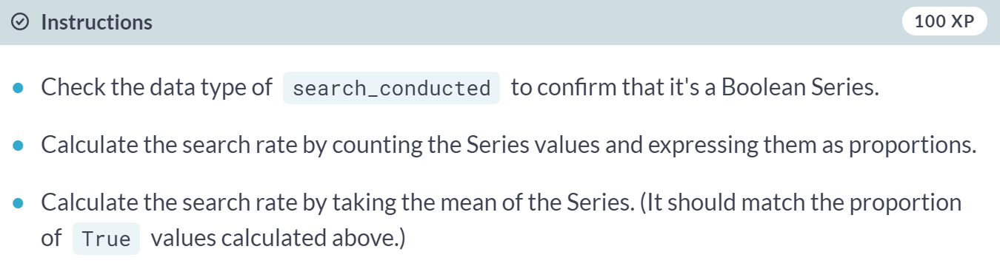 Instructions 100 XP
Check the data type of search_conducted to confirm that it's a Boolean Series.
Calculate the search rate by counting the Series values and expressing them as proportions.
Calculate the search rate by taking the mean of the Series. (It should match the proportion
of True values calculated above.)